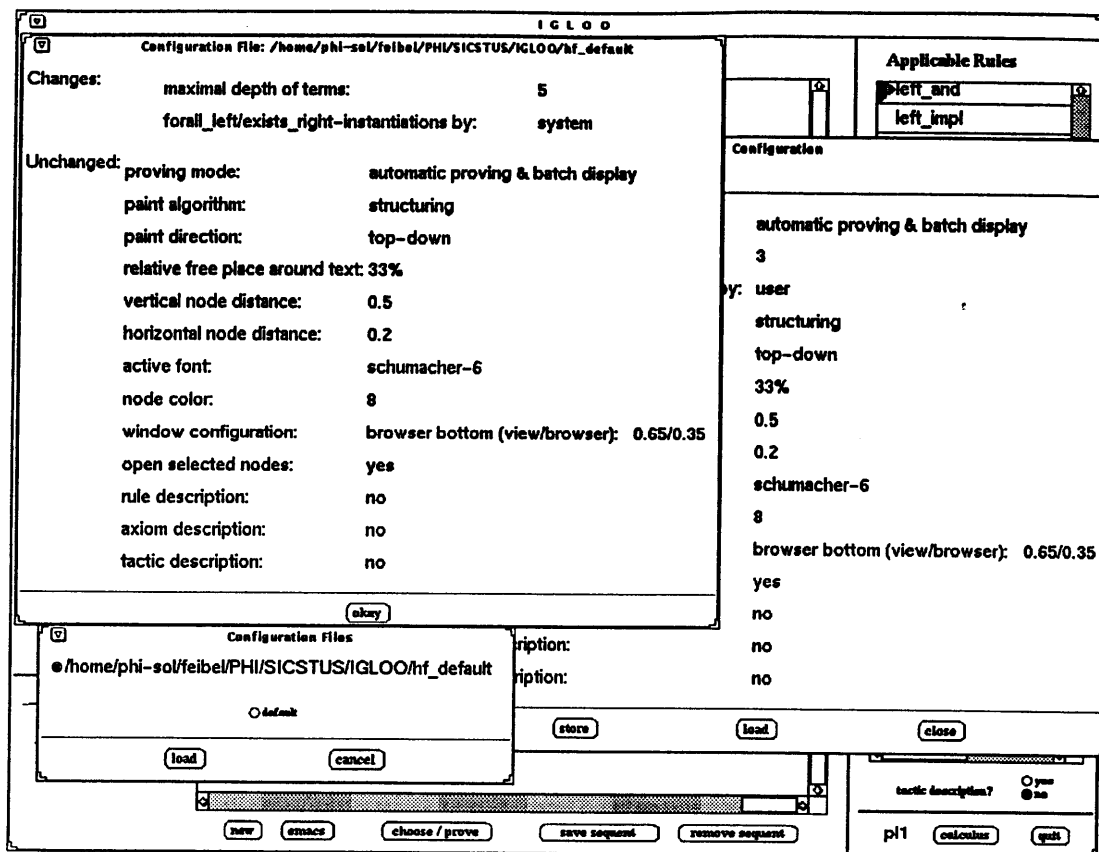 IGLOO
Configuration File: /home/phi-sol/feibel/PHI/SICSTUS/IGLOO/hf_default
Changes:
maximal depth of terms: 5
forall_left/exists_right-instantiations by: system
Unchanged:
proving mode: automatic proving & batch display
paint algorithm: structuring
paint direction: top-down
relative free place around text: 33%
vertical node distance: 0.5
horizontal node distance: 0.2
active font: schumacher-6
node color: 8
window configuration: browser bottom (view/browser): 0.65/0.35
open selected nodes: yes
rule description: no
axiom description: no
tactic description: no
okay
Applicable Rules
left_and
left_impl
Configuration
automatic proving & batch display
3
by: user
structuring
top-down
33%
0.5
0.2
schumacher-6
8
browser bottom (view/browser): 0.65/0.35
yes
no
ription: no
ription: no
store load close
Configuration Files
/home/phi-sol/feibel/PHI/SICSTUS/IGLOO/hf_default
default
load cancel
tactic description? yes
no
new emacs choose / prove save sequent remove sequent
pl1 calculus quit